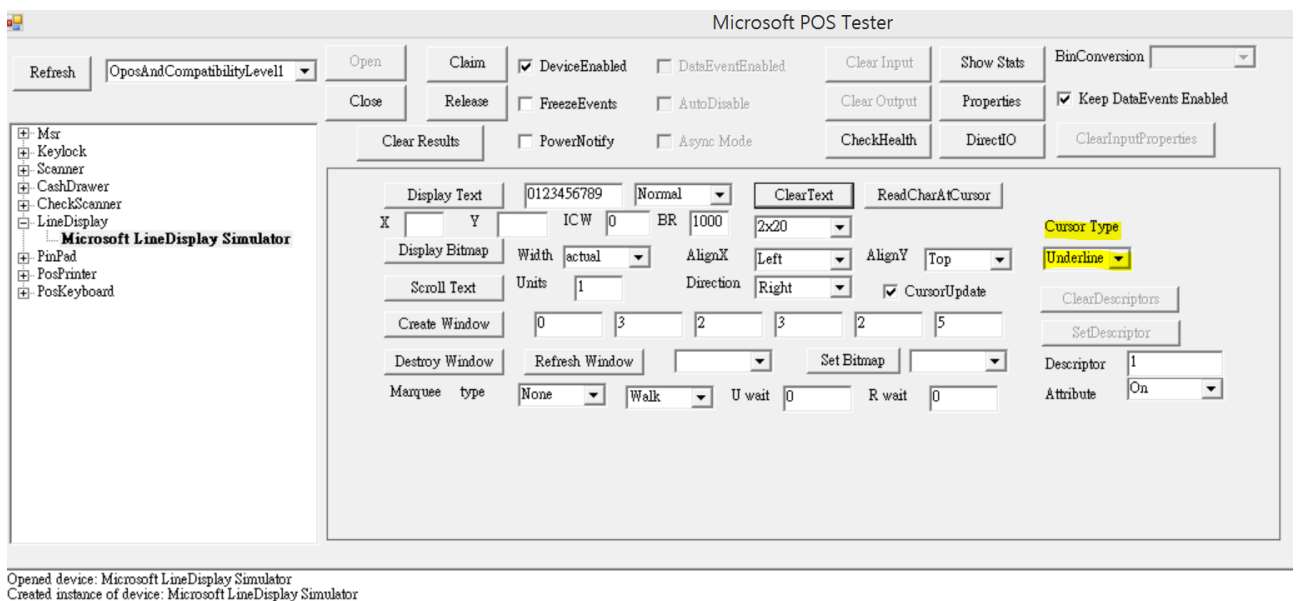 Microsoft POS Tester
Refresh OposAndCompatibilityLevel1 Open Claim DeviceEnabled DataEventEnabled Clear Input Show Stats BinConversion
Close Release FreezeEvents AutoDisable Clear Output Properties Keep DataEvents Enabled
Clear Results PowerNotify Async Mode CheckHealth DirectIO ClearInputProperties
Msr
Keylock
Scanner
CashDrawer
CheckScanner
LineDisplay
Microsoft LineDisplay Simulator
PinPad
PosPrinter
PosKeyboard
Display Text 0123456789 Normal ClearText ReadCharAtCursor
X Y ICW 0 BR 1000 2x20 Cursor Type
Display Bitmap Width actual AlignX Left AlignY Top Underline
Scroll Text Units 1 Direction Right CursorUpdate ClearDescriptors
Create Window 0 3 2 3 2 5 SetDescriptor
Destroy Window Refresh Window Set Bitmap Descriptor 1
Marquee type None Walk U wait 0 R wait 0 Attribute On
Opened device: Microsoft LineDisplay Simulator
Created instance of device: Microsoft LineDisplay Simulator